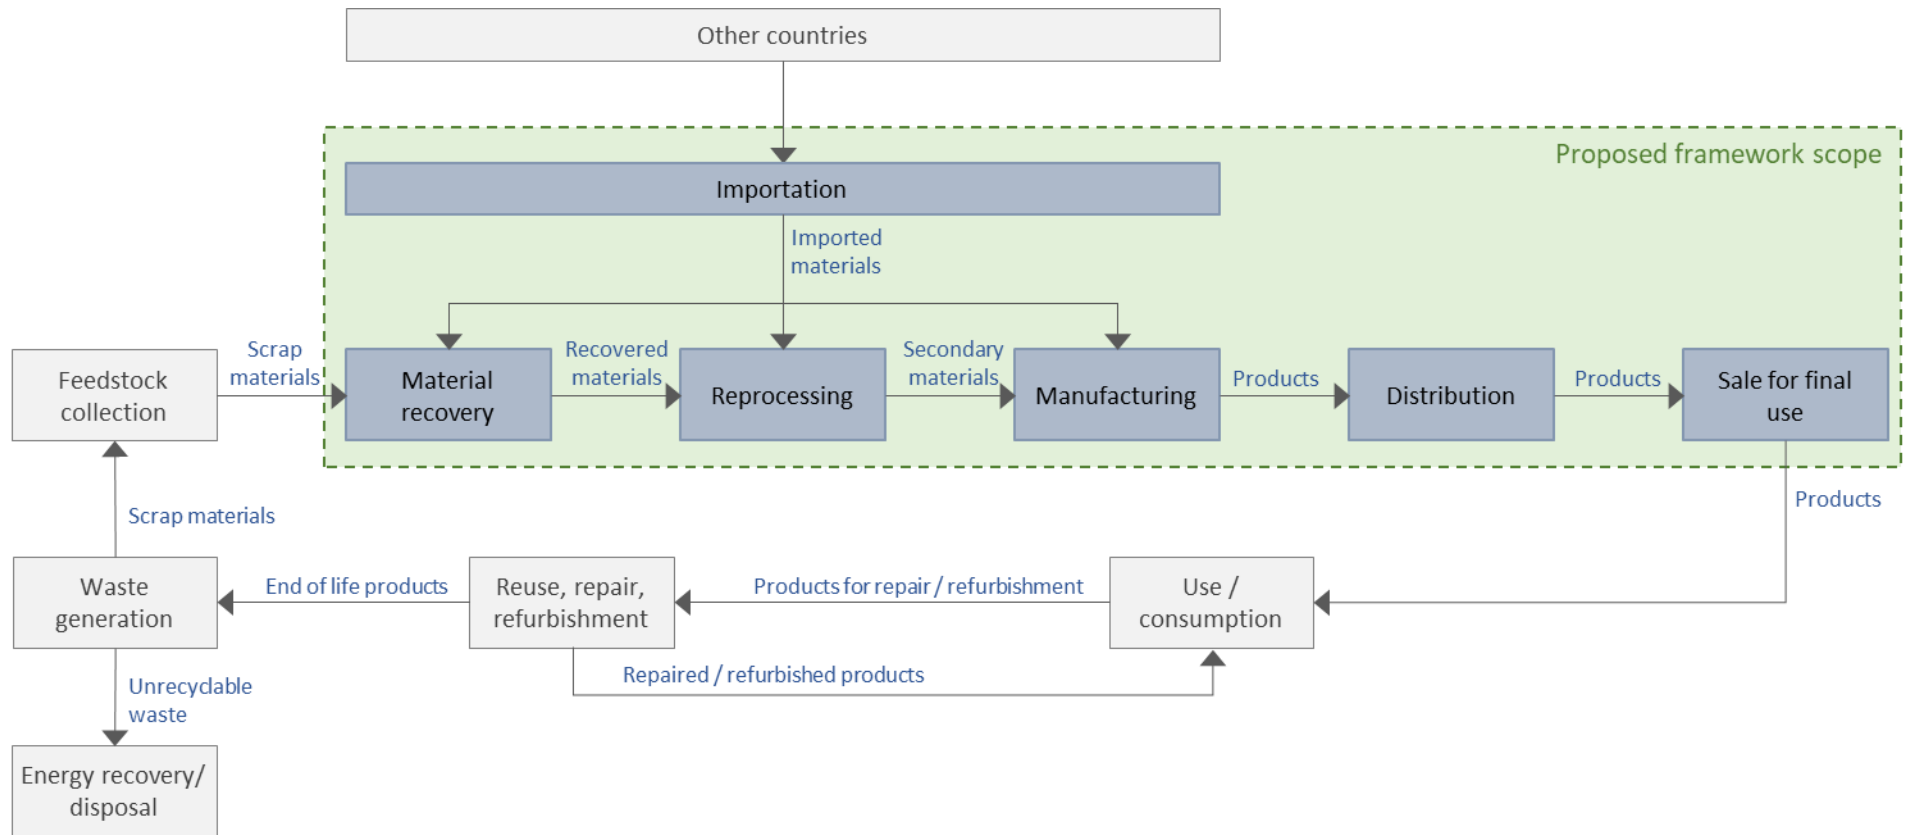 Other countries
Proposed framework scope
Importation
Imported
materials
Scrap
materials
Recovered
materials
Secondary
materials
Products
Products
Feedstock
collection
Material
recovery
Reprocessing
Manufacturing
Distribution
Sale for final
use
Scrap materials
Products
Waste
generation
End of life products
Reuse, repair,
refurbishment
Products for repair / refurbishment
Use /
consumption
Repaired / refurbished products
Unrecyclable
waste
Energy recovery/
disposal